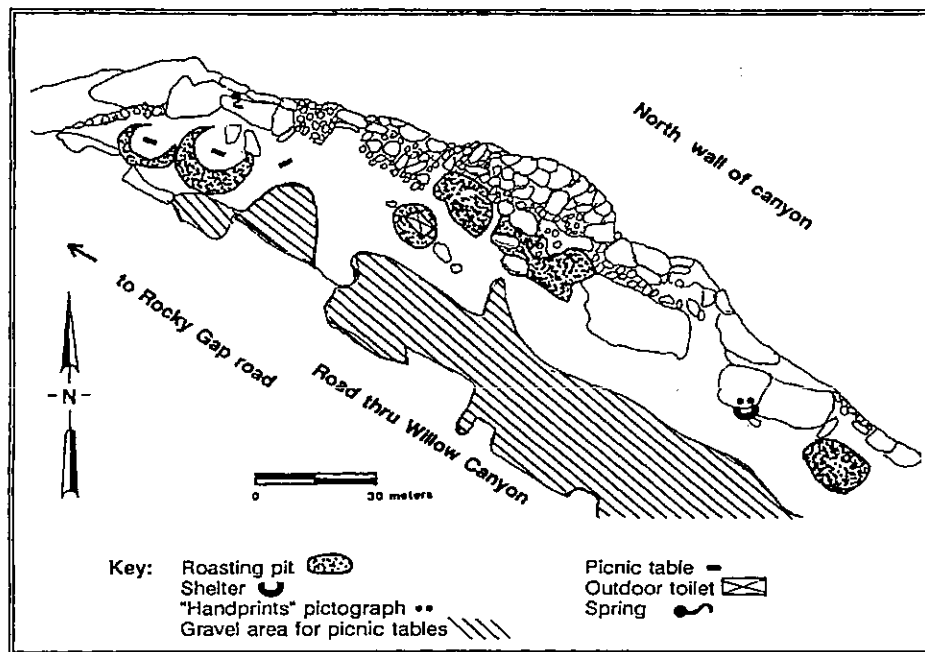 North wall of canyon
to Rocky Gap road
Road thru Willow Canyon
-N-
0 30 meters
Key:
Roasting pit
Shelter
"Handprints" pictograph
Gravel area for picnic tables
Picnic table
Outdoor toilet
Spring